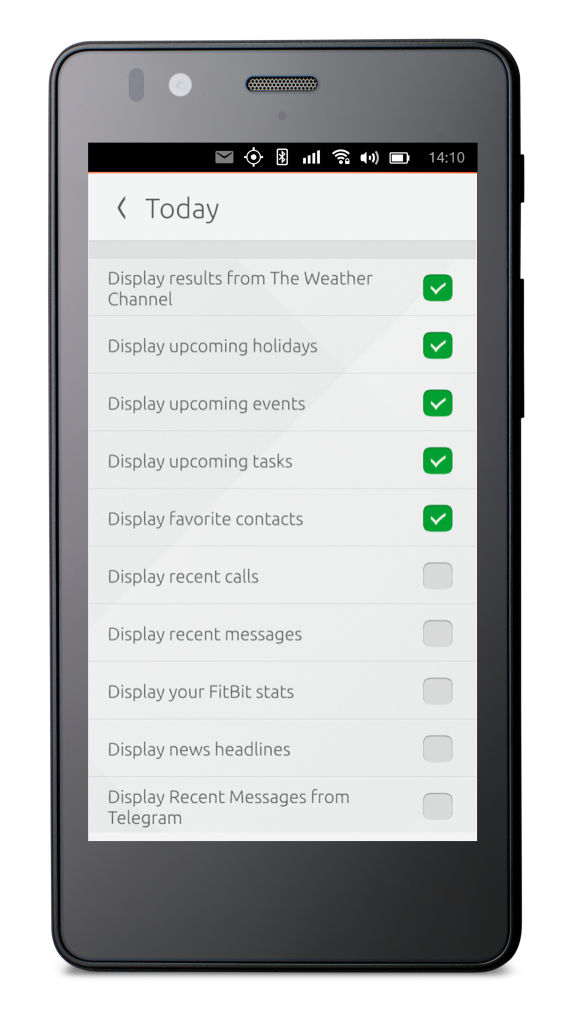 14:10
Today
Display results from The Weather
Channel
Display upcoming holidays
Display upcoming events
Display upcoming tasks
Display favorite contacts
Display recent calls
Display recent messages
Display your FitBit stats
Display news headlines
Display Recent Messages from
Telegram